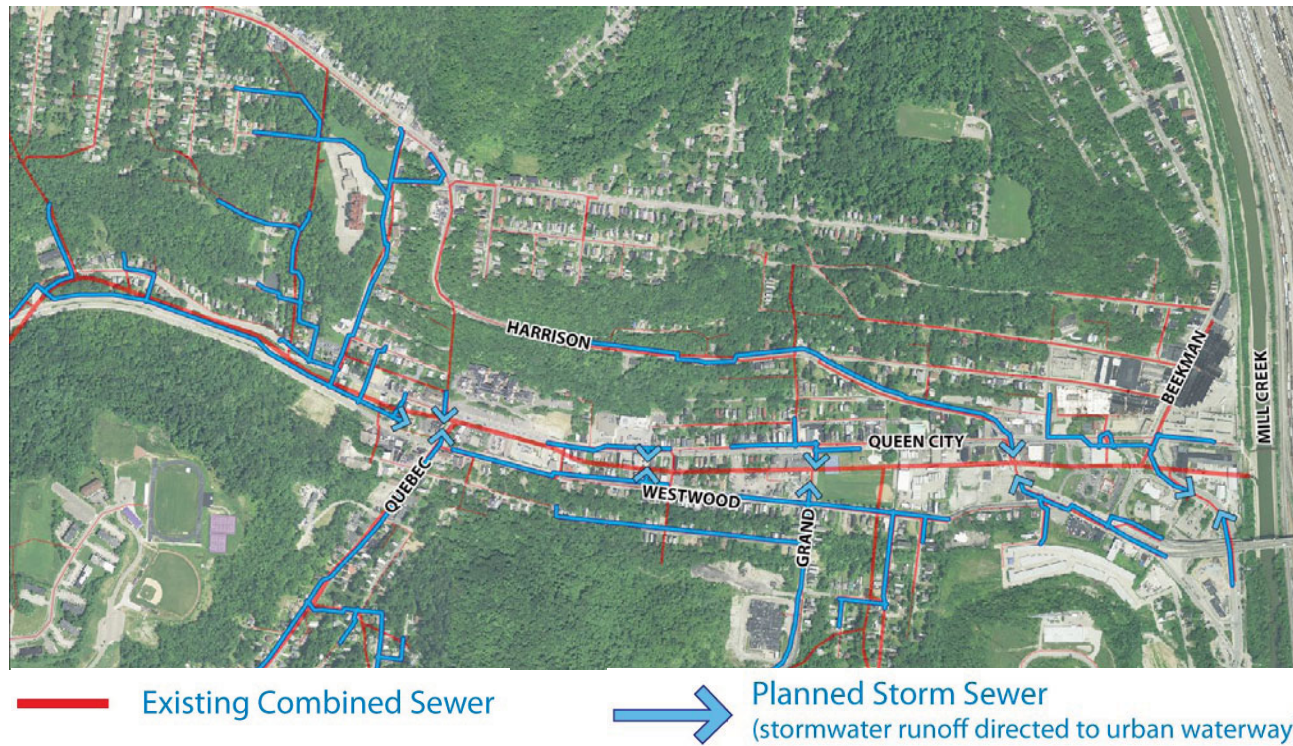 HARRISON
BEEKMAN
MILL CREEK
QUEEN CITY
QUEBEC
WESTWOOD
GRAND
Existing Combined Sewer
Planned Storm Sewer
(stormwater runoff directed to urban waterway